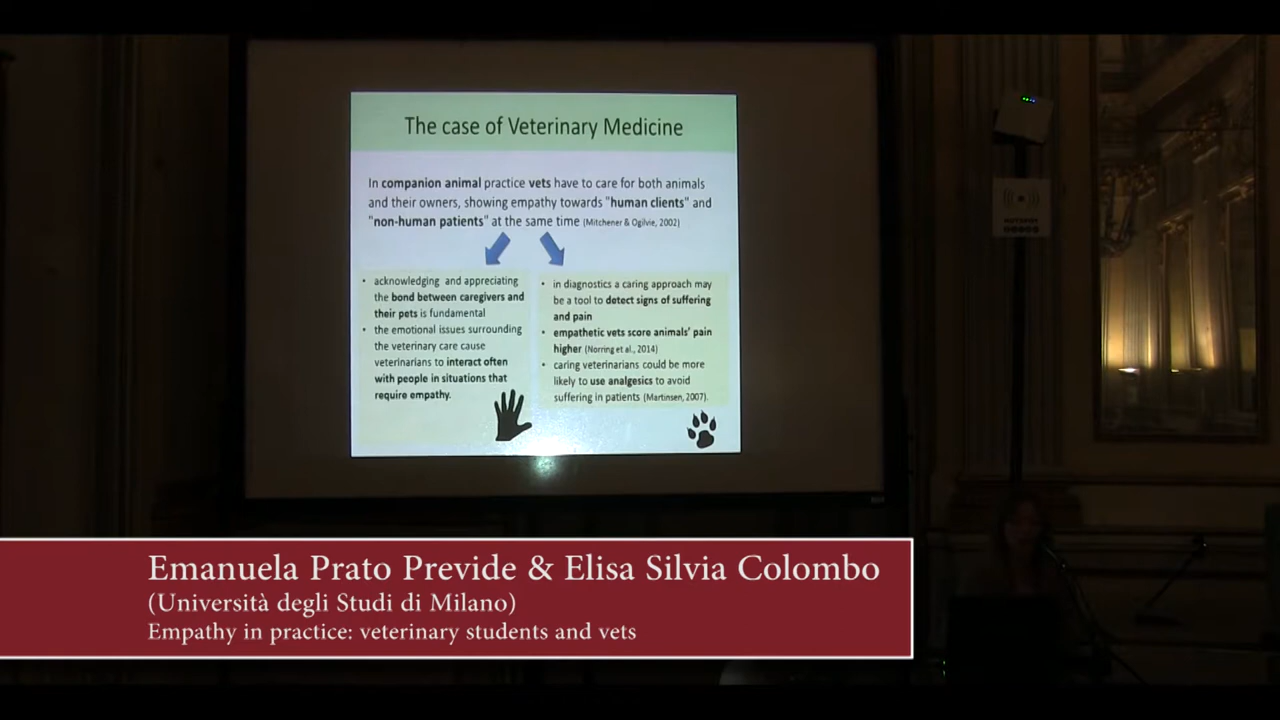 The case of Veterinary Medicine
In companion animal practice vets have to care for both animals
and their owners, showing empathy towards "human clients" and
"non-human patients" at the same time (Mitchener & Ogilvie, 2002)
• acknowledging and appreciating
the bond between caregivers and
their pets is fundamental
• the emotional issues surrounding
the veterinary care cause
veterinarians to interact often
with people in situations that
require empathy.
• in diagnostics a caring approach may
be a tool to detect signs of suffering
and pain
• empathetic vets score animals' pain
higher (Norring et al., 2014)
• caring veterinarians could be more
likely to use analgesics to avoid
suffering in patients (Martinsen, 2007).
Emanuela Prato Previde & Elisa Silvia Colombo
(Università degli Studi di Milano)
Empathy in practice: veterinary students and vets